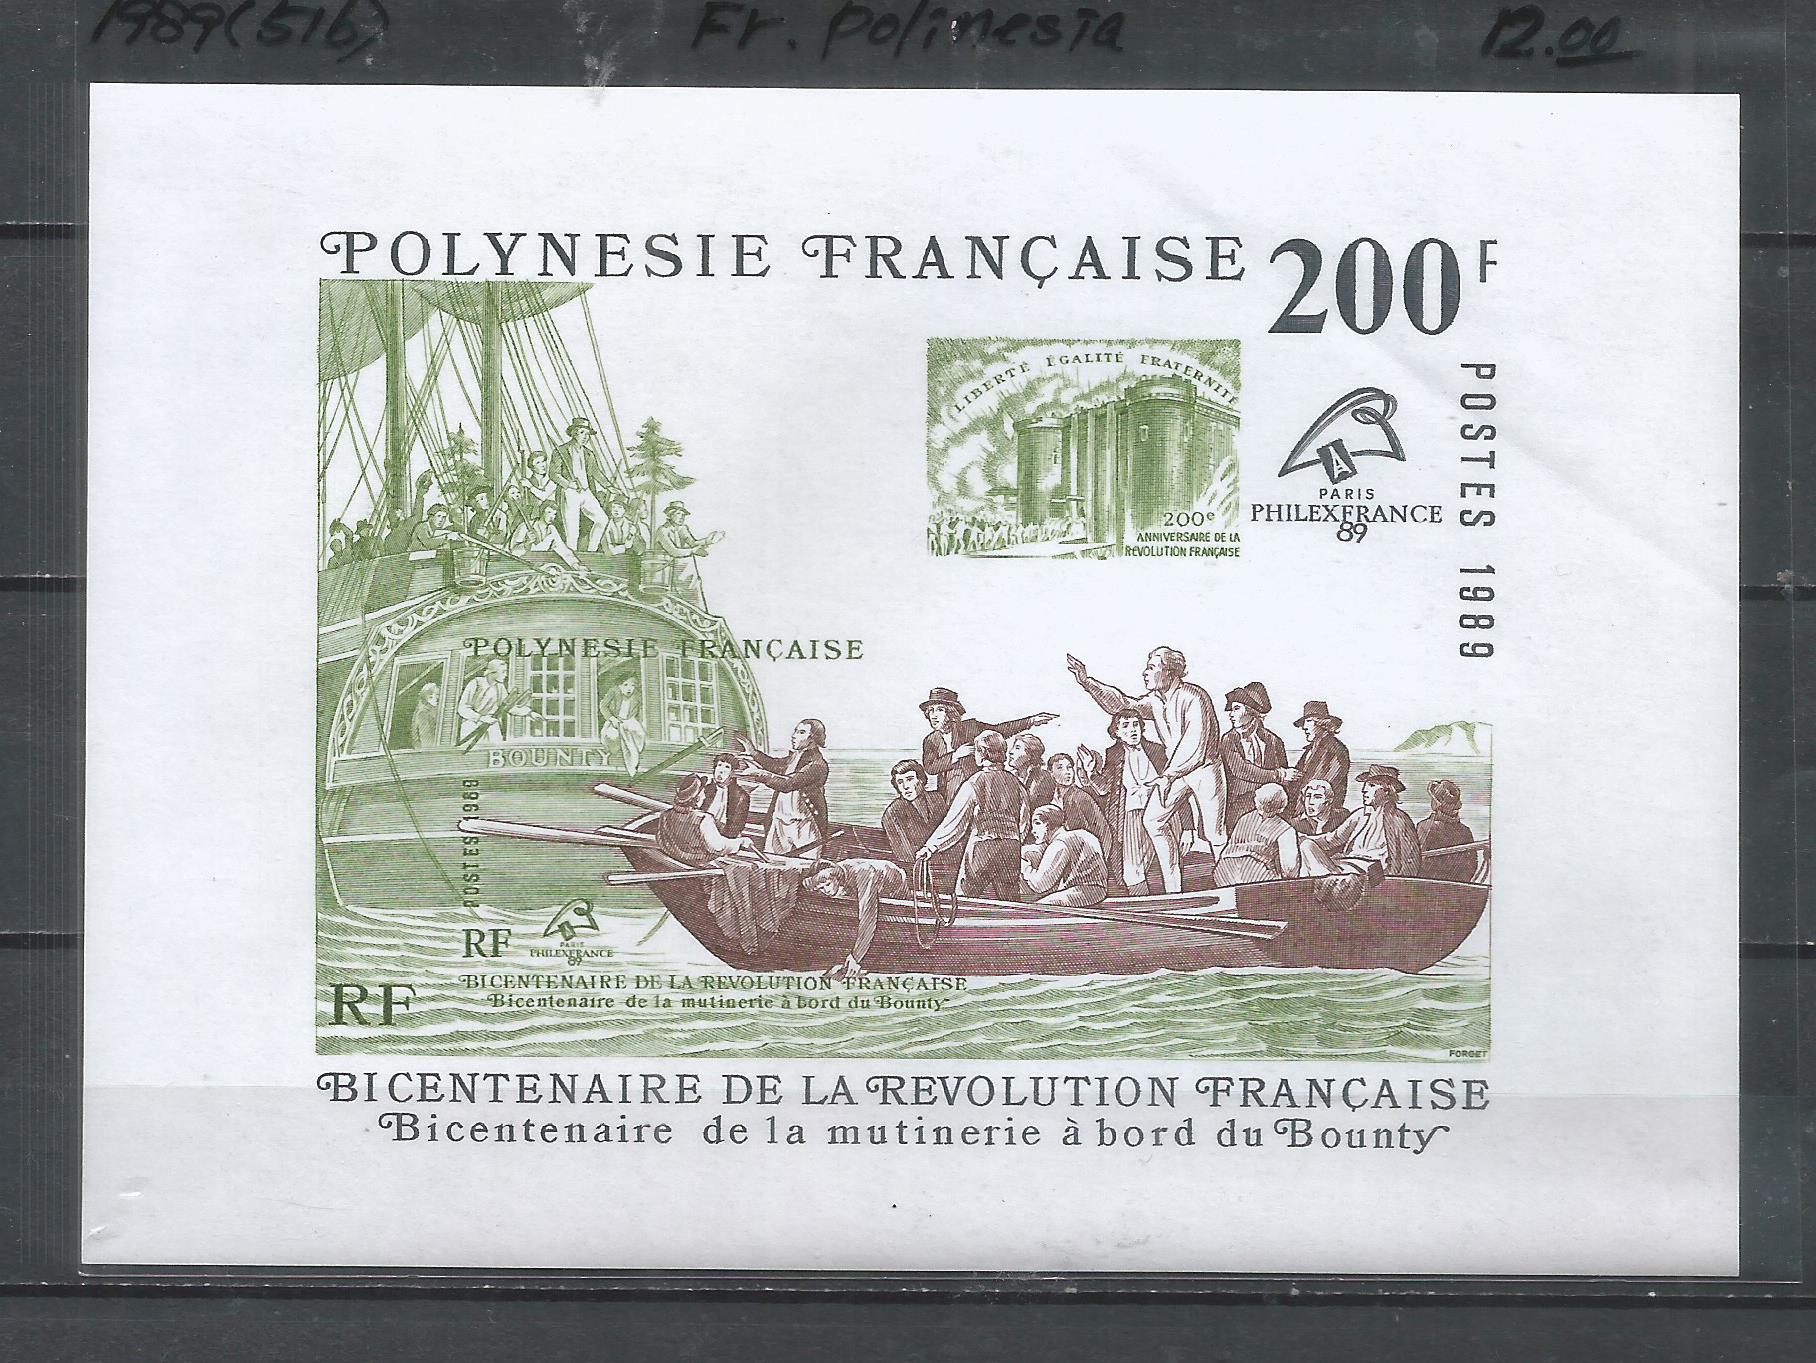 1989(51b) Fr. polinesia 12.00
POLYNESIE FRANÇAISE 200F
LIBERTÉ ÉGALITÉ FRATERNITÉ
200e
ANNIVERSAIRE DE LA
REVOLUTION FRANÇAISE
PARIS
PHILEXFRANCE
89
POSTES 1989
POLYNESIE FRANÇAISE
BOUNTY
POSTES 1989
RF
PARIS
PHILEXFRANCE
89
BICENTENAIRE DE LA REVOLUTION FRANÇAISE
Bicentenaire de la mutinerie à bord du Bounty
RF
FORGET
BICENTENAIRE DE LA REVOLUTION FRANÇAISE
Bicentenaire de la mutinerie à bord du Bounty